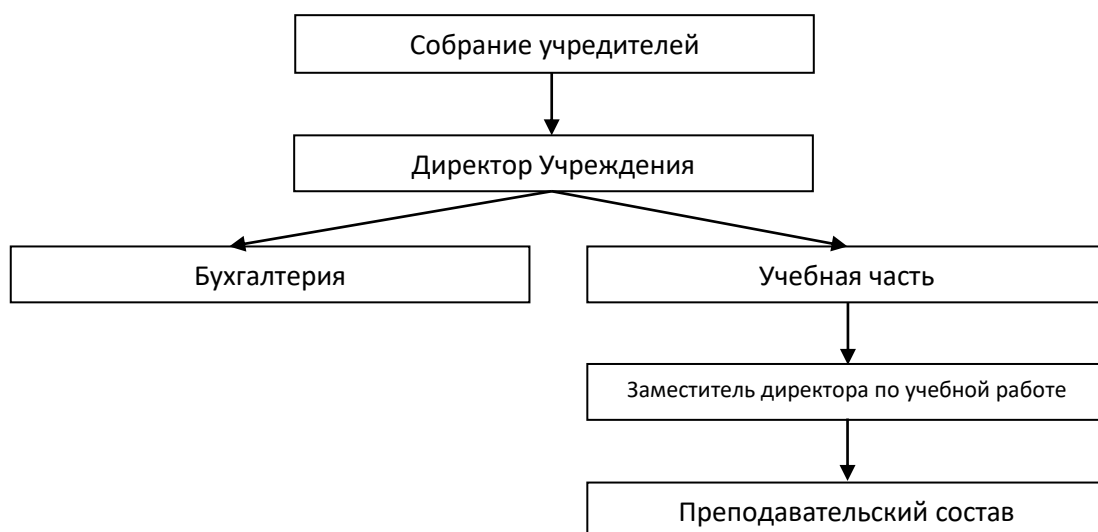 Собрание учредителей
Директор Учреждения
Бухгалтерия
Учебная часть
Заместитель директора по учебной работе
Преподавательский состав